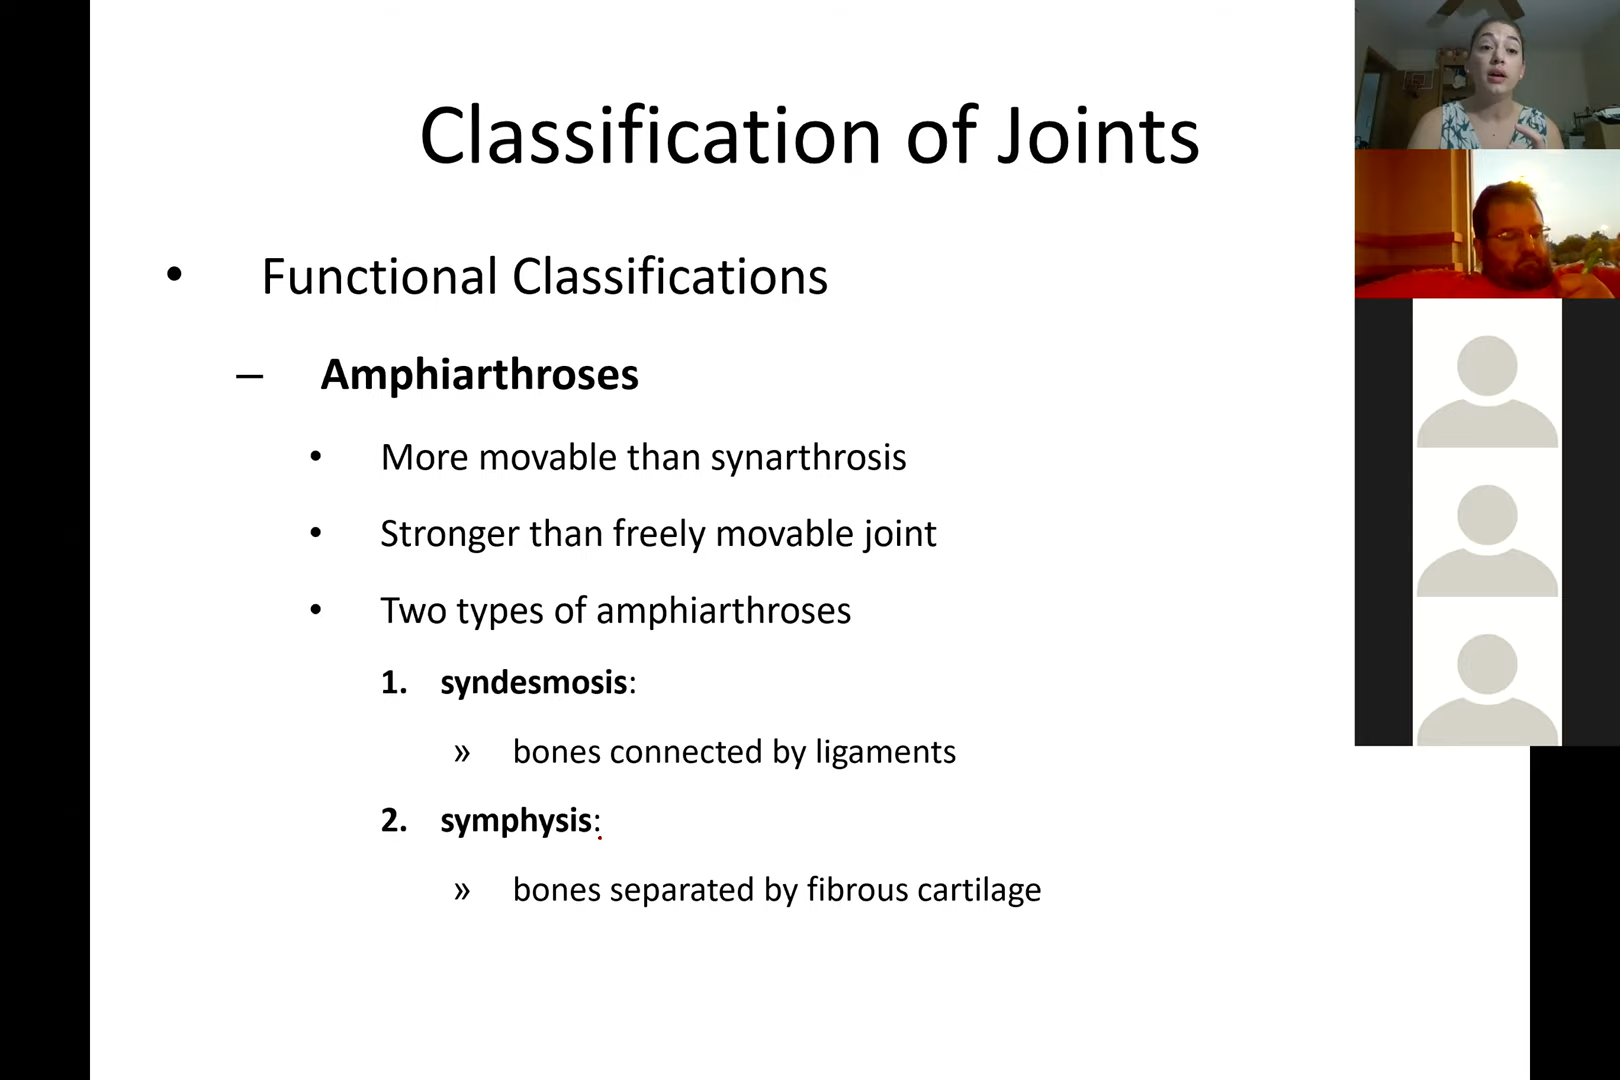 Classification of Joints
• Functional Classifications
– Amphiarthroses
• More movable than synarthrosis
• Stronger than freely movable joint
• Two types of amphiarthroses
1. syndesmosis:
» bones connected by ligaments
2. symphysis:
» bones separated by fibrous cartilage